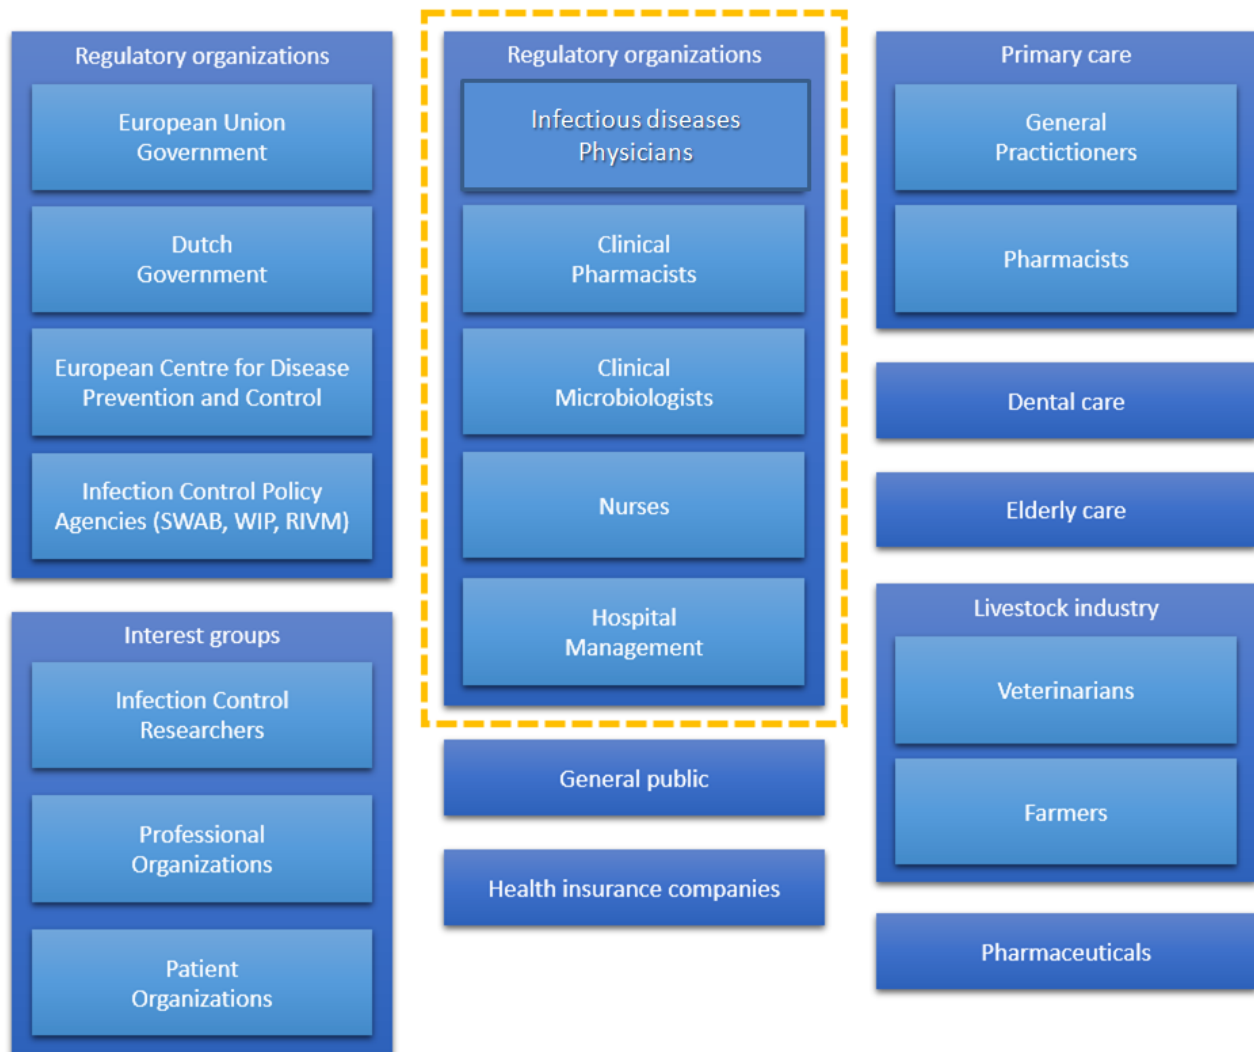 Regulatory organizations
European Union
Government
Dutch
Government
European Centre for Disease
Prevention and Control
Infection Control Policy
Agencies (SWAB, WIP, RIVM)
Interest groups
Infection Control
Researchers
Professional
Organizations
Patient
Organizations
Regulatory organizations
Infectious diseases
Physicians
Clinical
Pharmacists
Clinical
Microbiologists
Nurses
Hospital
Management
General public
Health insurance companies
Primary care
General
Practictioners
Pharmacists
Dental care
Elderly care
Livestock industry
Veterinarians
Farmers
Pharmaceuticals